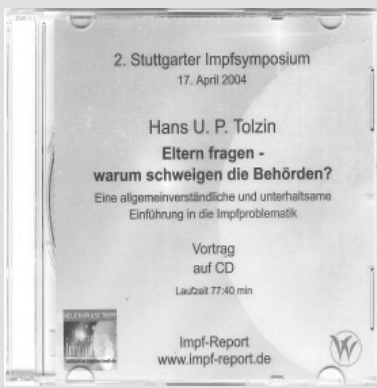 2. Stuttgarter Impfsymposium
17. April 2004
Hans U. P. Tolzin
Eltern fragen -
warum schweigen die Behörden?
Eine allgemeinverständliche und unterhaltsame
Einführung in die Impfproblematik
Vortrag
auf CD
Laufzeit 77:40 min
Impf-Report
www.impf-report.de
W